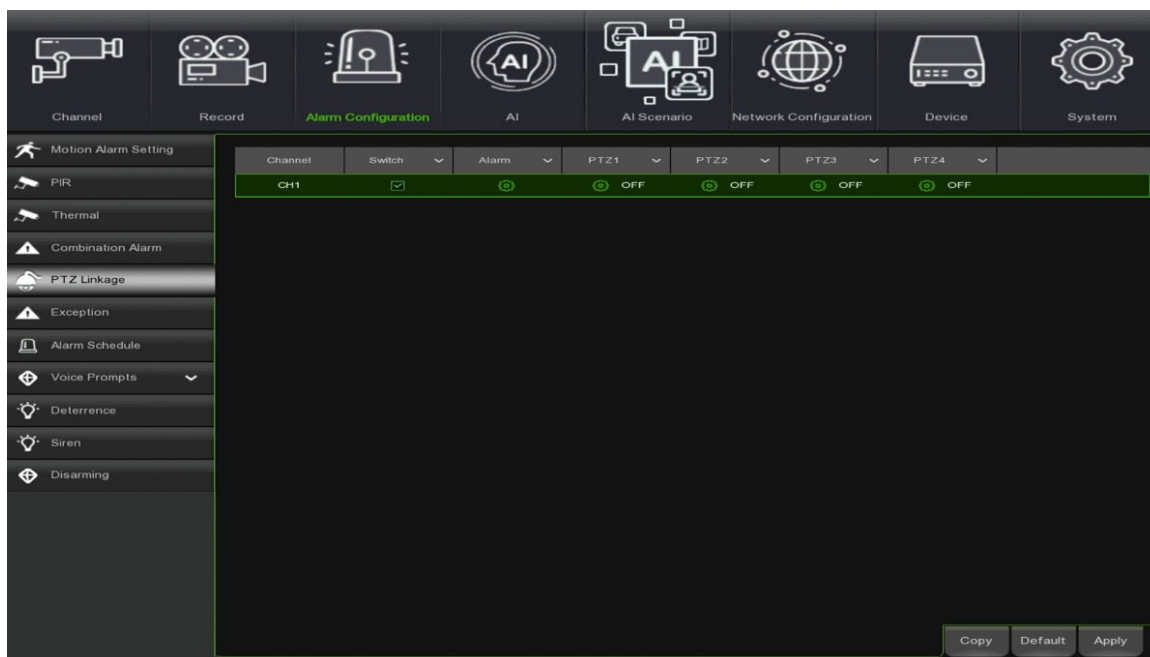 Channel Record Alarm Configuration AI AI Scenario Network Configuration Device System
Motion Alarm Setting
PIR
Thermal
Combination Alarm
PTZ Linkage
Exception
Alarm Schedule
Voice Prompts
Deterrence
Siren
Disarming
Channel Switch Alarm PTZ1 PTZ2 PTZ3 PTZ4
CH1 OFF OFF OFF OFF
Copy Default Apply